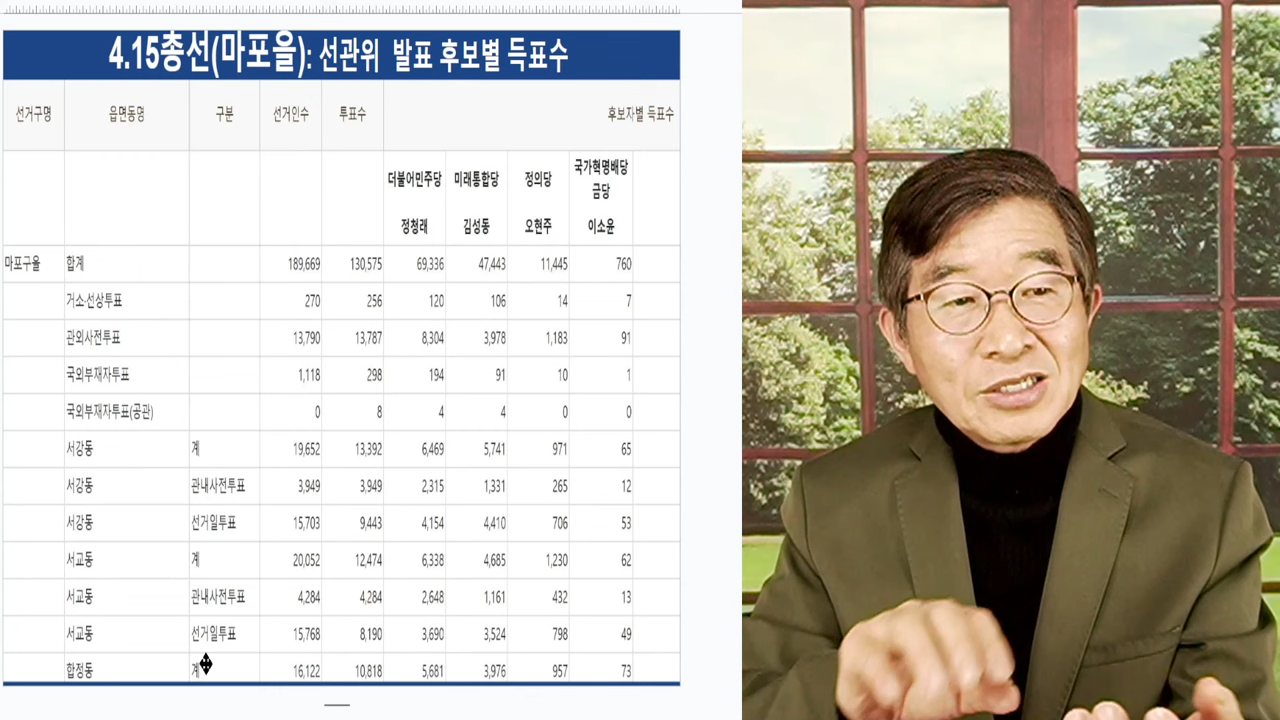 4.15총선(마포을): 선관위 발표 후보별 득표수
선거구명 읍면동명 구분 선거인수 투표수 후보자별 득표수
더불어민주당 미래통합당 정의당 국가혁명배당
금당
정청래 김성동 오현주 이소윤
마포구을 합계 189,669 130,575 69,336 47,443 11,445 760
거소·선상투표 270 256 120 106 14 7
관외사전투표 13,790 13,787 8,304 3,978 1,183 91
국외부재자투표 1,118 298 194 91 10 1
국외부재자투표(공관) 0 8 4 4 0 0
서강동 계 19,652 13,392 6,469 5,741 971 65
서강동 관내사전투표 3,949 3,949 2,315 1,331 265 12
서강동 선거일투표 15,703 9,443 4,154 4,410 706 53
서교동 계 20,052 12,474 6,338 4,685 1,230 62
서교동 관내사전투표 4,284 4,284 2,648 1,161 432 13
서교동 선거일투표 15,768 8,190 3,690 3,524 798 49
합정동 계 16,122 10,818 5,681 3,976 957 73